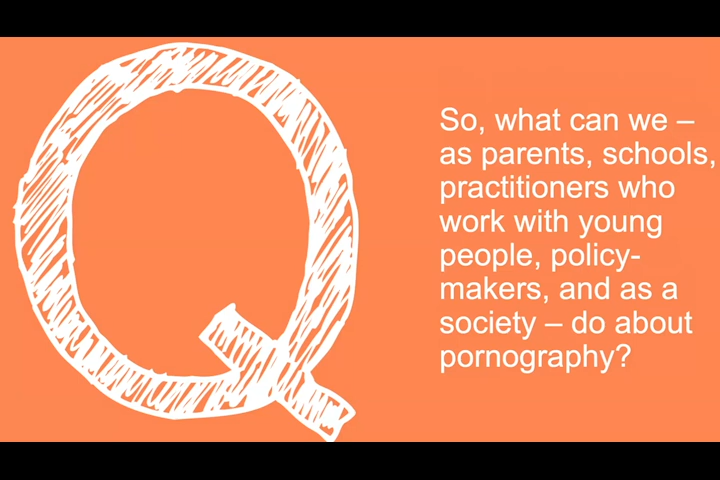 Q
So, what can we –
as parents, schools,
practitioners who
work with young
people, policy-
makers, and as a
society – do about
pornography?